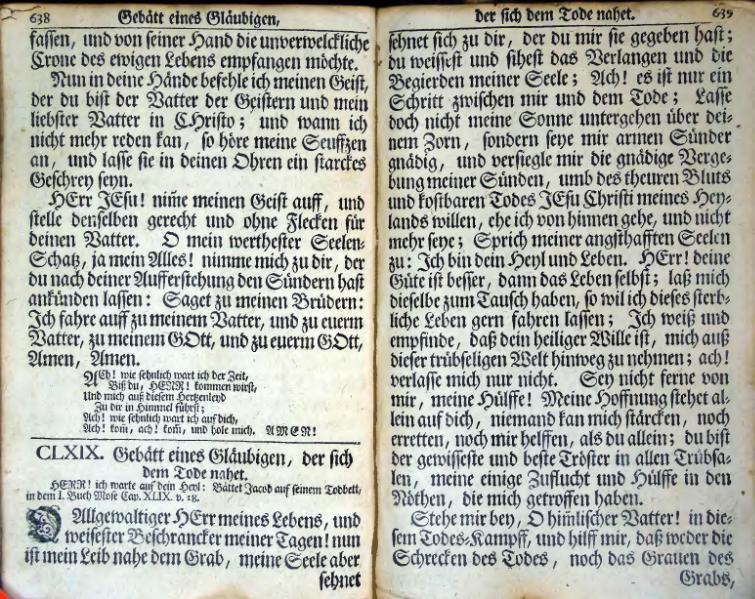 638 Gebätt eines Gläubigen,
fassen, und von seiner Hand die unverwelckliche
Crone des ewigen Lebens empfangen möchte.
Nun in deine Hände befehle ich meinen Geist,
der du bist der Vatter der Geistern und mein
liebster Vatter in CHristo; und wann ich
nicht mehr reden kan, so höre meine Seufftzen
an, und lasse sie in deinen Ohren ein starckes
Geschrey seyn.
HErr JEsu! nim̅e meinen Geist auff, und
stelle denselben gerecht und ohne Flecken für
deinen Vatter. O mein werthester Seelen-
Schatz, ja mein Alles! nimme mich zu dir, der
du nach deiner Aufferstehung den Sündern hast
ankünden lassen: Saget zu meinen Brüdern:
Ich fahre auff zu meinem Vatter, und zu euerm
Vatter, zu meinem GOtt, und zu euerm GOtt,
Amen, Amen.
ACh! wie sehnlich wart ich der Zeit,
Biß du, HERR! kommen wirst,
Und mich auß diesem Hertzenleyd
Zu dir in Himmel führst;
Ach! wie sehnlich wart ich auf dich,
Ach! kom̅, ach! kom̅, und hole mich. AMEN!
CLXIX. Gebätt eines Gläubigen, der sich
dem Tode nahet.
HERR! ich warte auf dein Heyl: Bättet Jacob auf seinem Todbett,
in dem I. Buch Mose Cap. XLIX. v. 18.
O Allgewaltiger HErr meines Lebens, und
weisester Beschrancker meiner Tagen! nun
ist mein Leib nahe dem Grab, meine Seele aber
sehnet
der sich dem Tode nahet. 639
sehnet sich zu dir, der du mir sie gegeben hast;
du weissest und sihest das Verlangen und die
Begierden meiner Seele; Ach! es ist nur ein
Schritt zwischen mir und dem Tode; Lasse
doch nicht meine Sonne untergehen über dei-
nem Zorn, sondern seye mir armen Sünder
gnädig, und versiegle mir die gnädige Verge-
bung meiner Sünden, umb des theuren Bluts
und kostbaren Todes JEsu Christi meines Hey-
lands willen, ehe ich von hinnen gehe, und nicht
mehr seye; Sprich meiner angsthafften Seelen
zu: Ich bin dein Heyl und Leben. HErr! deine
Güte ist besser, dann das Leben selbst; laß mich
dieselbe zum Tausch haben, so wil ich dieses sterb-
liche Leben gern fahren lassen; Ich weiß und
empfinde, daß dein heiliger Wille ist, mich auß
dieser trübseligen Welt hinweg zu nehmen; ach!
verlasse mich nur nicht. Sey nicht ferne von
mir, meine Hülffe! Meine Hoffnung stehet al-
lein auf dich, niemand kan mich stärcken, noch
erretten, noch mir helffen, als du allein; du bist
der gewisseste und beste Tröster in allen Trübsa-
len, meine einige Zuflucht und Hülffe in den
Nöthen, die mich getroffen haben.
Stehe mir bey, O him̅lischer Vatter! in die-
sem Todes-Kampff, und hilff mir, daß weder die
Schrecken des Todes, noch das Grauen des
Grabs,